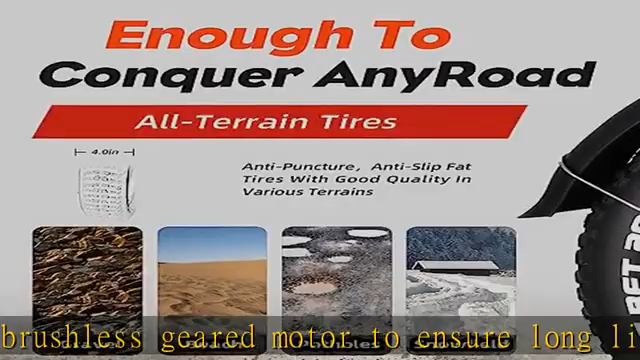 Enough To
Conquer AnyRoad
All-Terrain Tires
4.0in
Anti-Puncture, Anti-Slip Fat
Tires With Good Quality In
Various Terrains
brushless geared motor to ensure long li